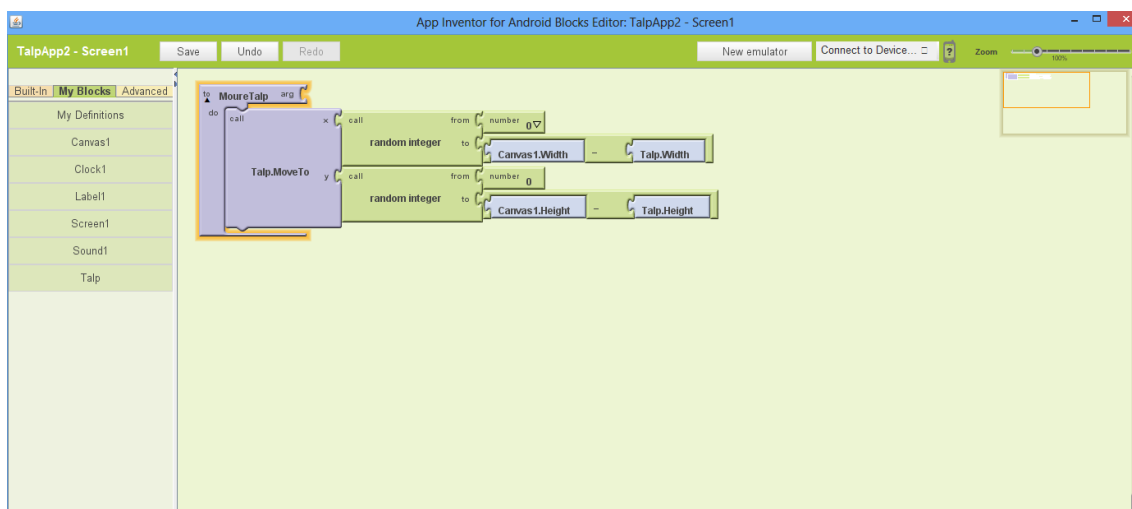 App Inventor for Android Blocks Editor: TalpApp2 - Screen1
TalpApp2 - Screen1 Save Undo Redo New emulator Connect to Device... ? Zoom 100%
Built-In My Blocks Advanced
My Definitions
Canvas1
Clock1
Label1
Screen1
Sound1
Talp
to MoureTalp arg
do call Talp.MoveTo
x call random integer from number 0
to Canvas1.Width - Talp.Width
y call random integer from number 0
to Canvas1.Height - Talp.Height